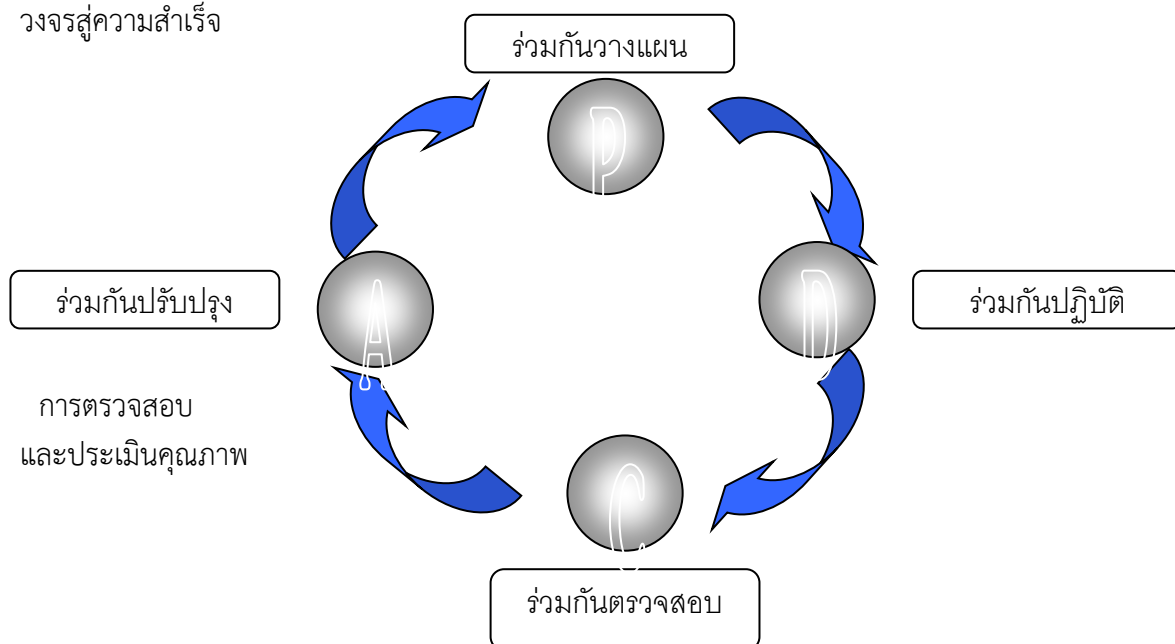 วงจรสู่ความสำเร็จ
ร่วมกันวางแผน
P
ร่วมกันปรับปรุง
A
D
ร่วมกันปฏิบัติ
การตรวจสอบ
และประเมินคุณภาพ
C
ร่วมกันตรวจสอบ